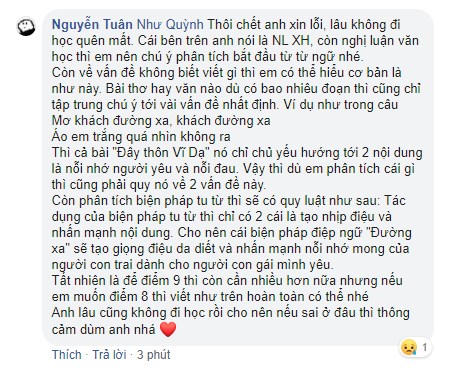 Nguyễn Tuân Như Quỳnh Thôi chết anh xin lỗi, lâu không đi
học quên mất. Cái bên trên anh nói là NL XH, còn nghị luận văn
học thì em nên chú ý phân tích bắt đầu từ từ ngữ nhé.
Còn về vấn đề không biết viết gì thì em có thể hiểu cơ bản là
như này. Bài thơ hay văn nào dù có bao nhiêu đoạn thì cũng chỉ
tập trung chú ý tới vài vấn đề nhất định. Ví dụ như trong câu
Mơ khách đường xa, khách đường xa
Áo em trắng quá nhìn không ra
Thì cả bài "Đây thôn Vĩ Dạ" nó chỉ chủ yếu hướng tới 2 nội dung
là nỗi nhớ người yêu và nỗi đau. Vậy thì dù em phân tích cái gì
thì cũng phải quy nó về 2 vấn đề này.
Còn phân tích biện pháp tu từ thì sẽ có quy luật như sau: Tác
dụng của biện pháp tu từ thì chỉ có 2 cái là tạo nhịp điệu và
nhấn mạnh nội dung. Cho nên cái biện pháp điệp ngữ "Đường
xa" sẽ tạo giọng điệu da diết và nhấn mạnh nỗi nhớ mong của
người con trai dành cho người con gái mình yêu.
Tất nhiên là để điểm 9 thì còn cần nhiều hơn nữa nhưng nếu
em muốn điểm 8 thì viết như trên hoàn toàn có thể nhé
Anh lâu cũng không đi học rồi cho nên nếu sai ở đâu thì thông
cảm dùm anh nhá
1
Thích · Trả lời · 3 phút